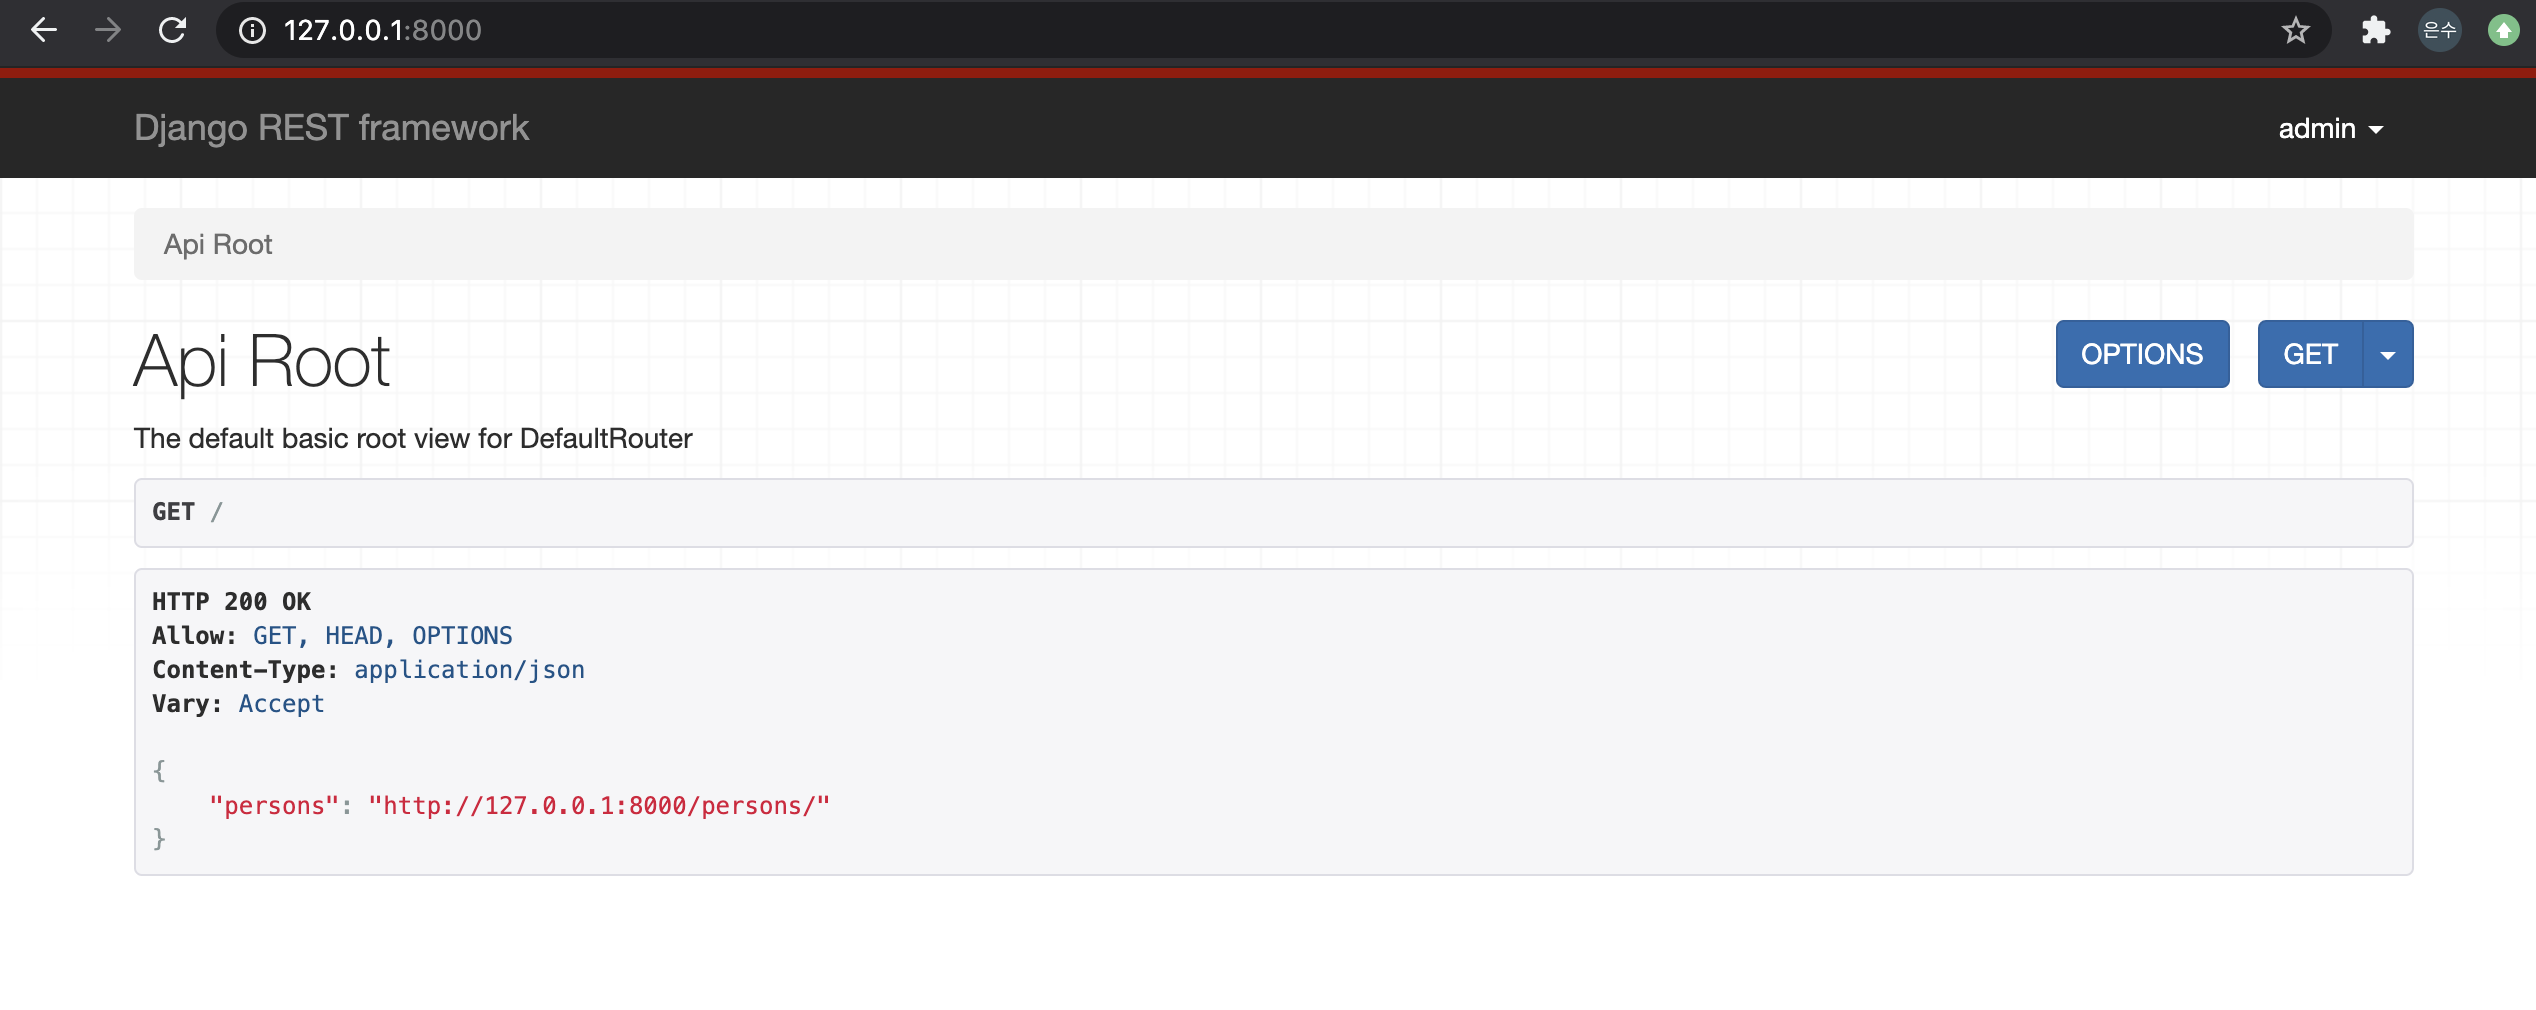 127.0.0.1:8000
은수
Django REST framework
admin
Api Root
Api Root
OPTIONS
GET
The default basic root view for DefaultRouter
GET /
HTTP 200 OK
Allow: GET, HEAD, OPTIONS
Content-Type: application/json
Vary: Accept
{
    "persons": "http://127.0.0.1:8000/persons/"
}